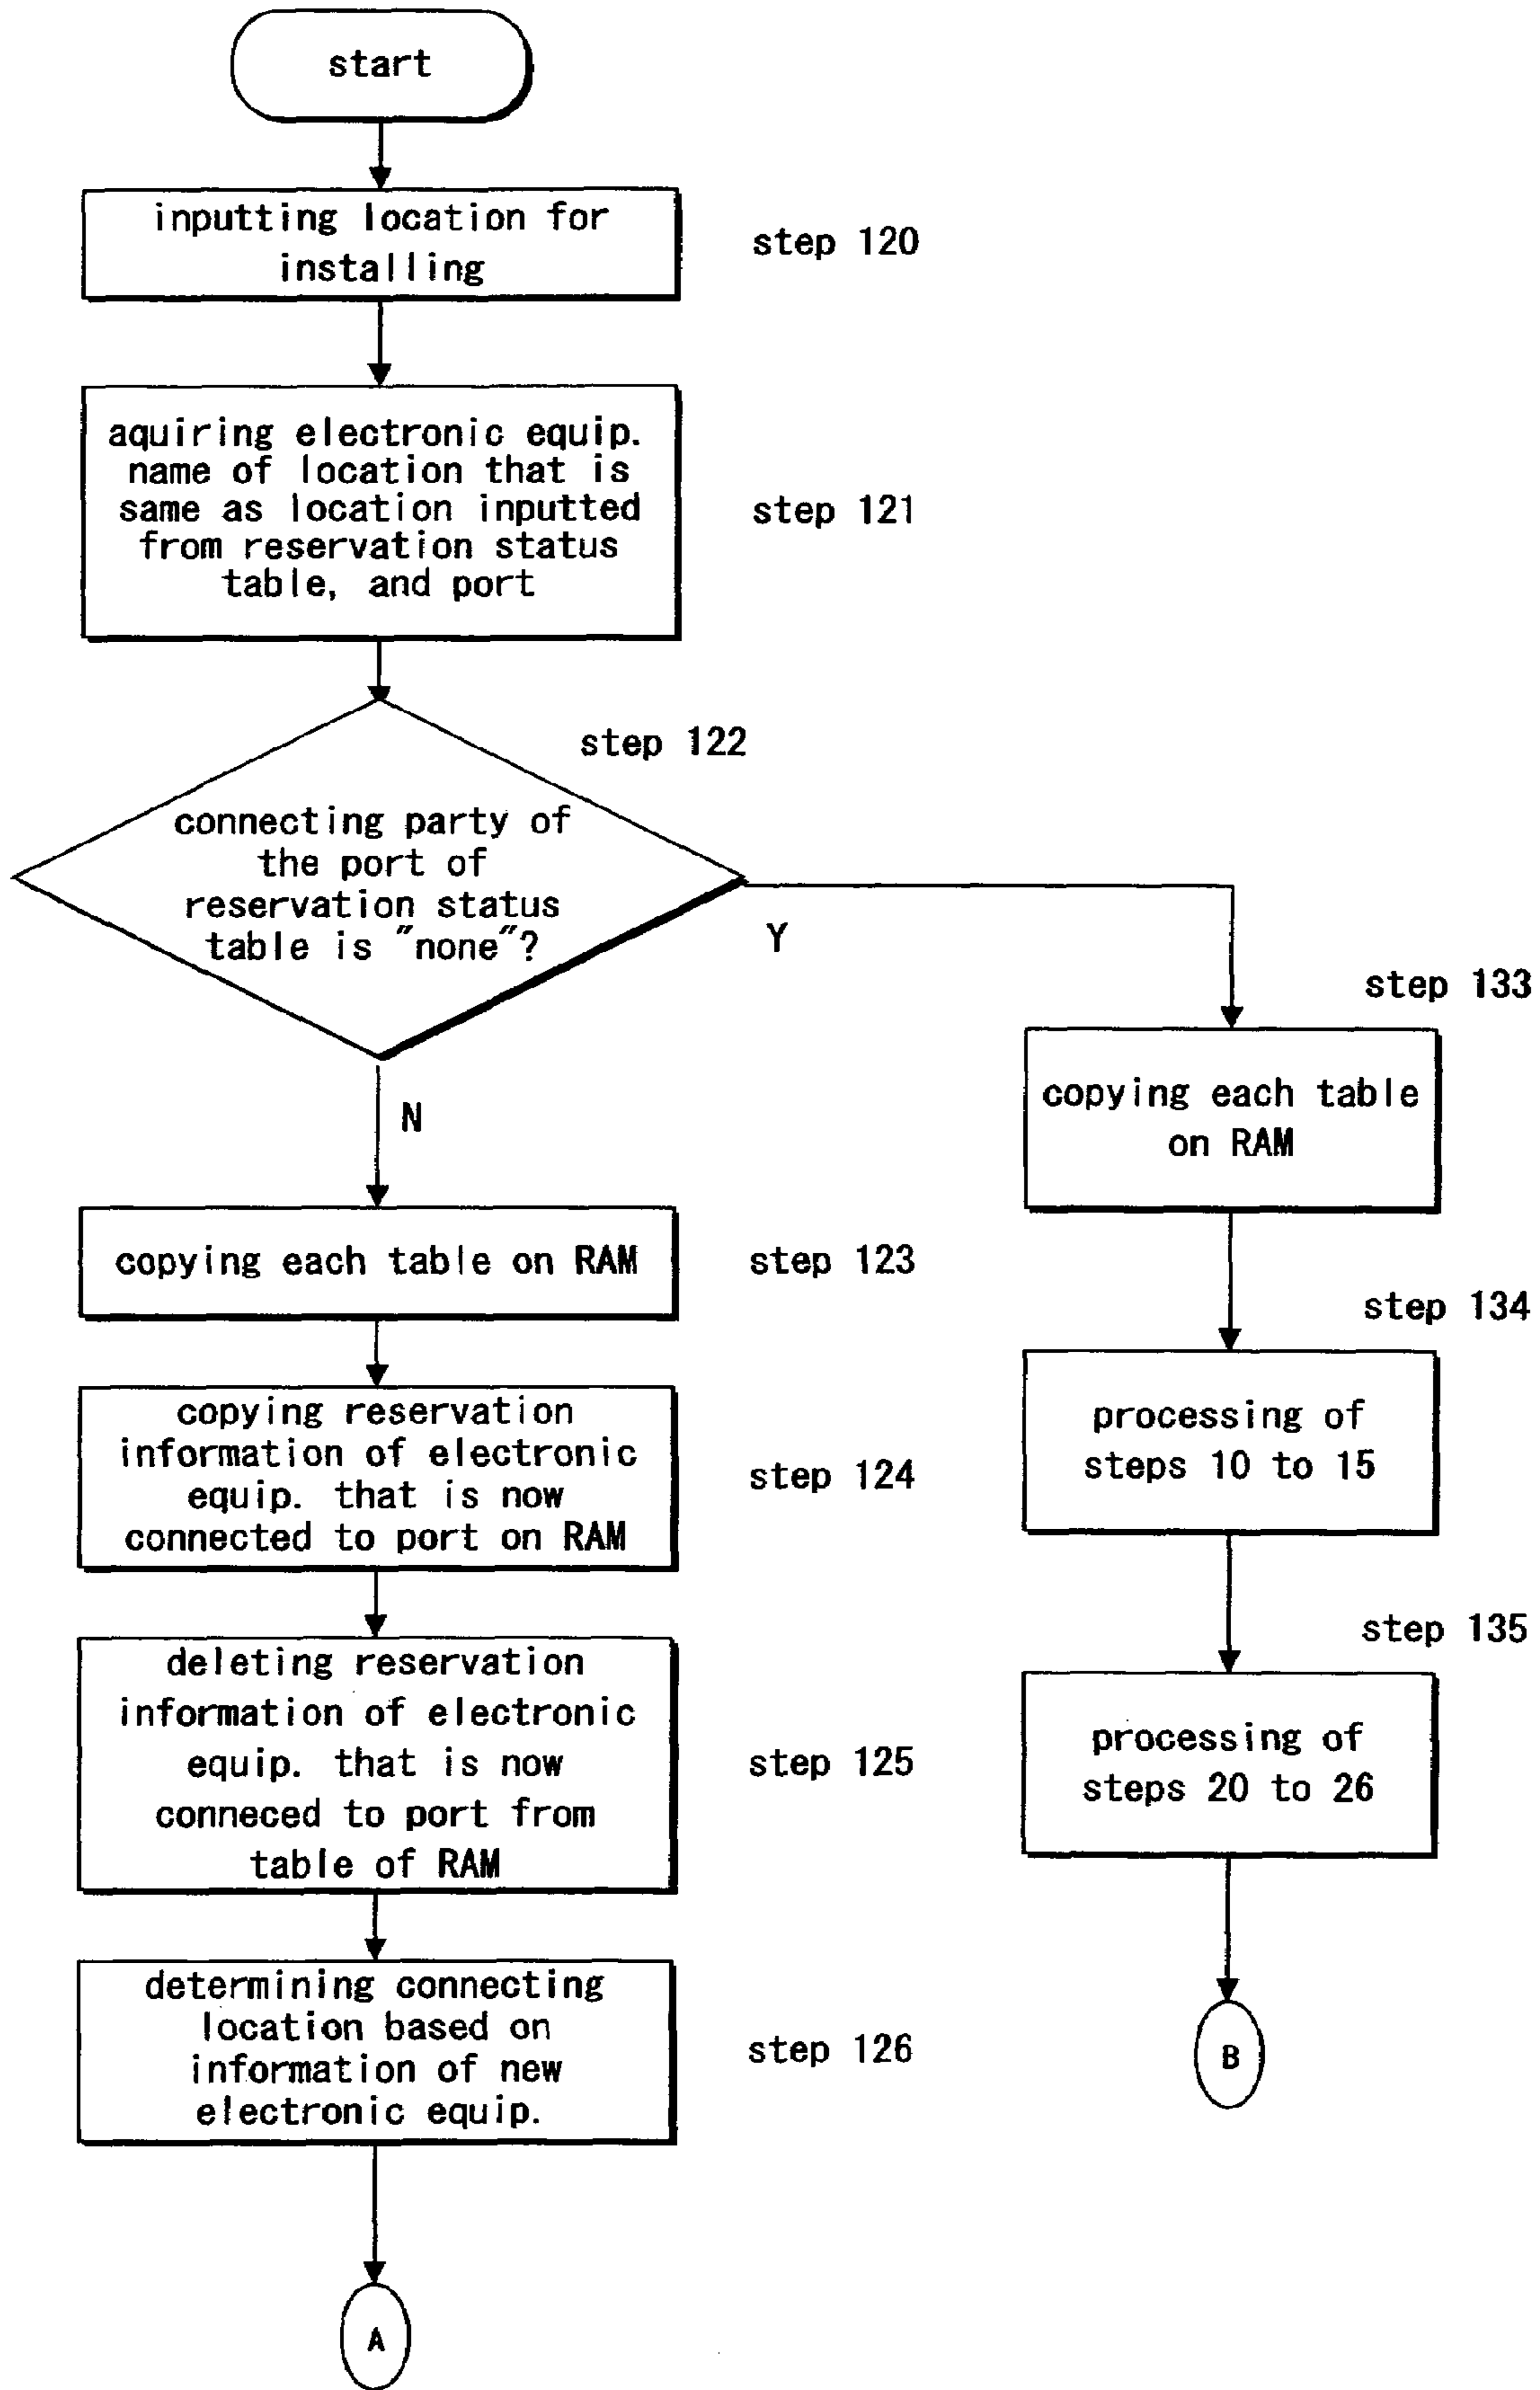 start
inputting location for
installing
step 120
aquiring electronic equip.
name of location that is
same as location inputted
from reservation status
table, and port
step 121
step 122
connecting party of
the port of
reservation status
table is "none"?
Y
N
copying each table on RAM
step 123
copying reservation
information of electronic
equip. that is now
connected to port on RAM
step 124
deleting reservation
information of electronic
equip. that is now
conneced to port from
table of RAM
step 125
determining connecting
location based on
information of new
electronic equip.
step 126
A
step 133
copying each table
on RAM
step 134
processing of
steps 10 to 15
step 135
processing of
steps 20 to 26
B